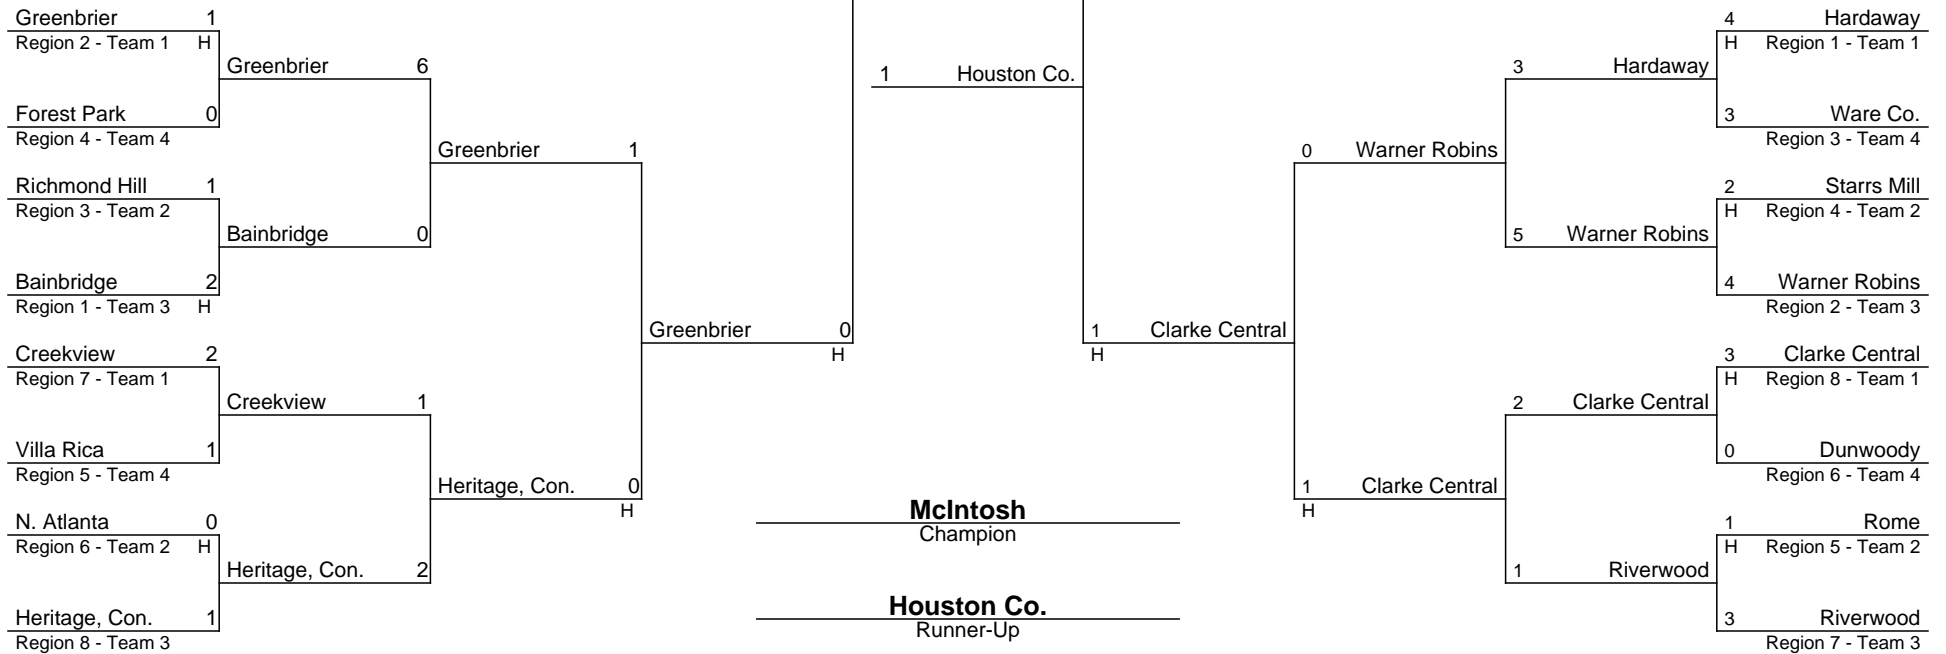 Greenbrier 1
Region 2 - Team 1 H
Greenbrier 6
Forest Park 0
Region 4 - Team 4
Greenbrier 1
Richmond Hill 1
Region 3 - Team 2
Bainbridge 0
Bainbridge 2
Region 1 - Team 3 H
Greenbrier 0
H
Creekview 2
Region 7 - Team 1
Creekview 1
Villa Rica 1
Region 5 - Team 4
Heritage, Con. 0
H
N. Atlanta 0
Region 6 - Team 2 H
Heritage, Con. 2
Heritage, Con. 1
Region 8 - Team 3
1 Houston Co.
McIntosh
Champion
Houston Co.
Runner-Up
4 Hardaway
H Region 1 - Team 1
3 Hardaway
3 Ware Co.
Region 3 - Team 4
0 Warner Robins
2 Starrs Mill
H Region 4 - Team 2
5 Warner Robins
4 Warner Robins
Region 2 - Team 3
1 Clarke Central
H
3 Clarke Central
H Region 8 - Team 1
2 Clarke Central
0 Dunwoody
Region 6 - Team 4
1 Clarke Central
H
1 Rome
H Region 5 - Team 2
1 Riverwood
3 Riverwood
Region 7 - Team 3